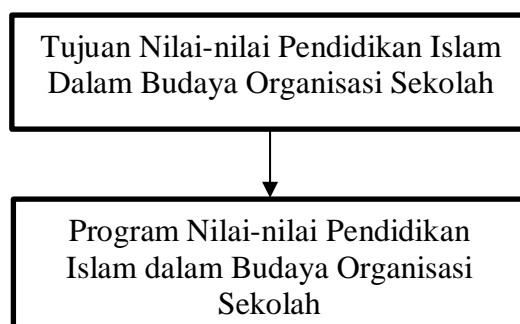 Tujuan Nilai-nilai Pendidikan Islam
Dalam Budaya Organisasi Sekolah
Program Nilai-nilai Pendidikan
Islam dalam Budaya Organisasi
Sekolah